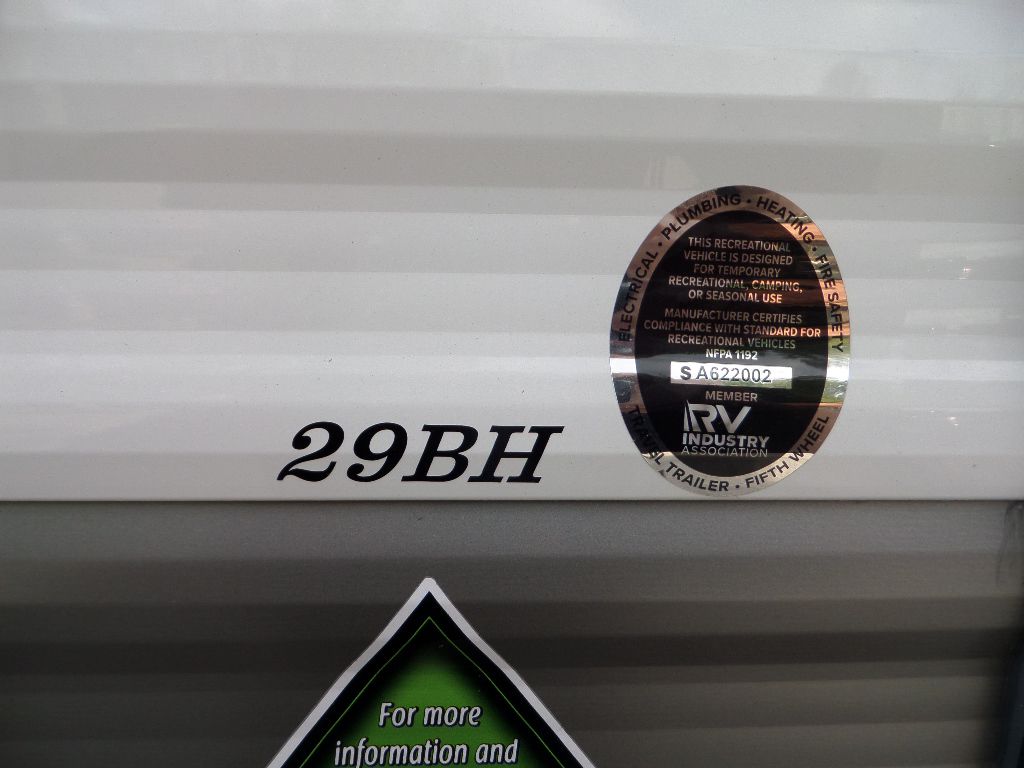 ELECTRICAL • PLUMBING • HEATING • FIRE SAFETY
THIS RECREATIONAL
VEHICLE IS DESIGNED
FOR TEMPORARY
RECREATIONAL, CAMPING,
OR SEASONAL USE
MANUFACTURER CERTIFIES
COMPLIANCE WITH STANDARD FOR
RECREATIONAL VEHICLES
NFPA 1192
SA622002
MEMBER
RV
INDUSTRY
ASSOCIATION
TRAVEL TRAILER • FIFTH WHEEL
29BH
For more
information and